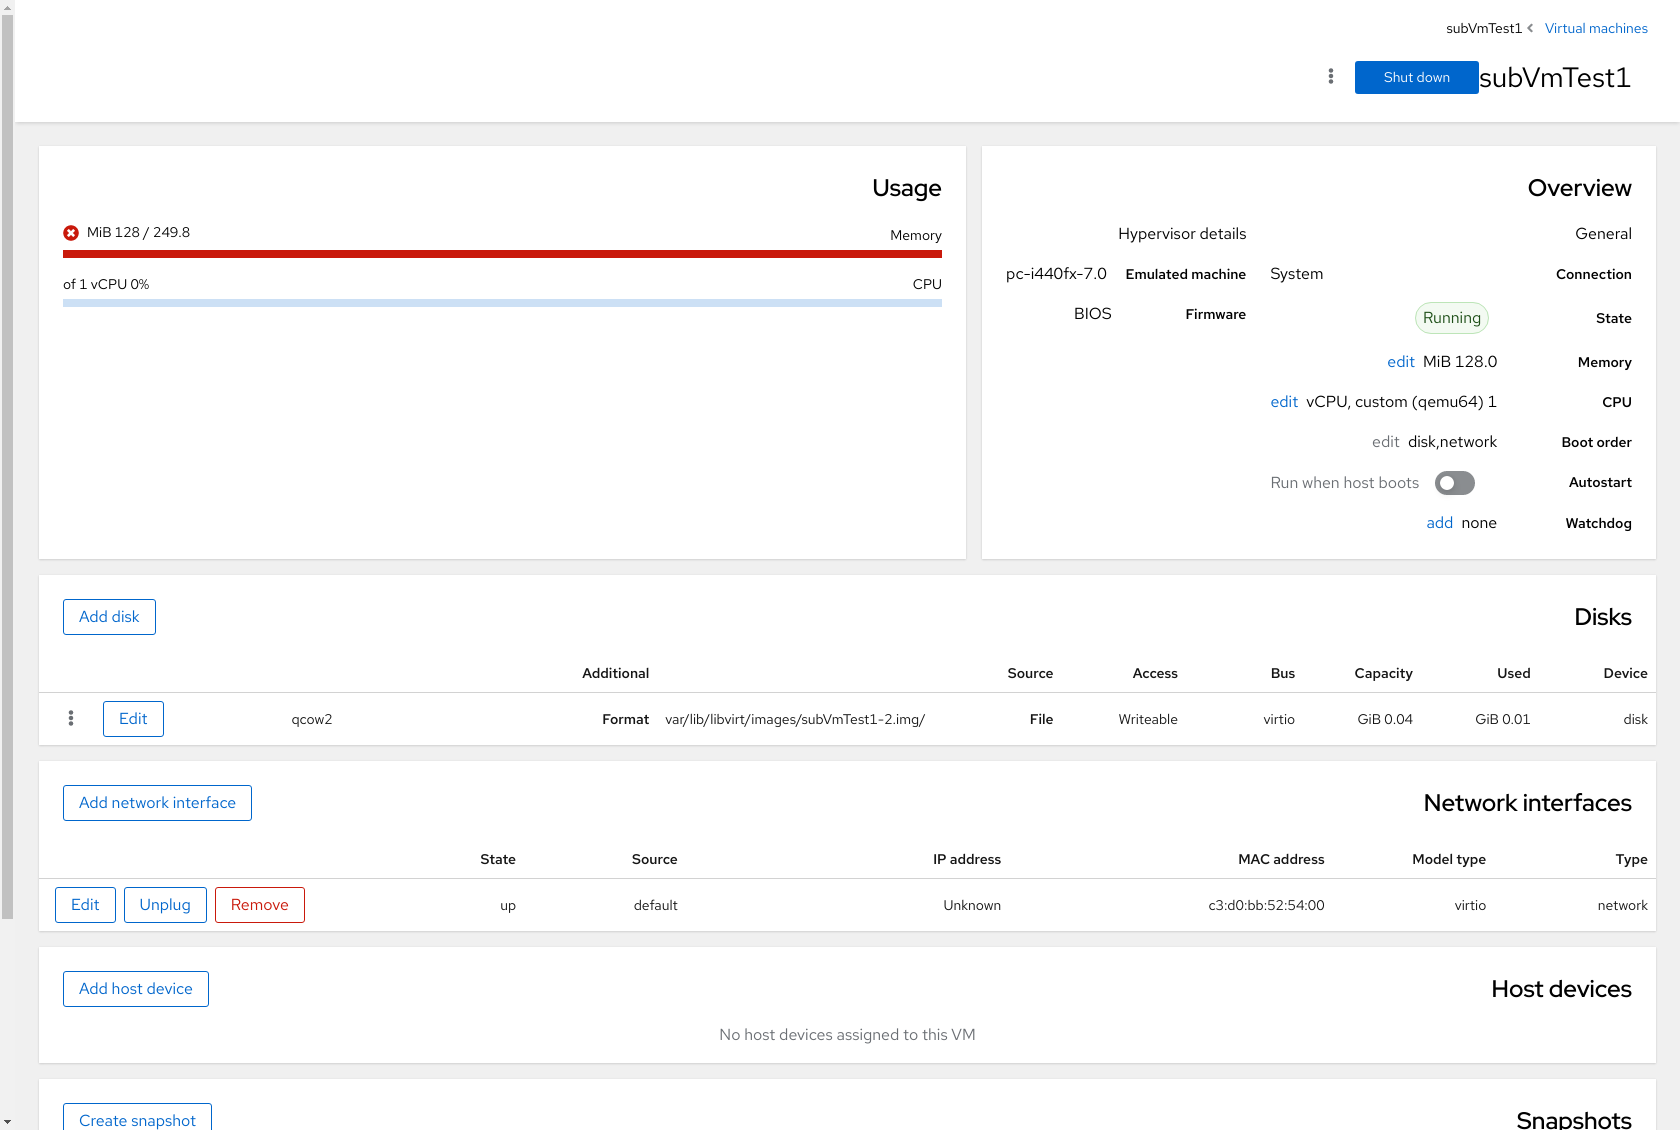 Virtual machines
subVmTest1
subVmTest1
Shut down
Usage
Memory
MiB 128 / 249.8
CPU
of 1 vCPU 0%
Overview
General
Connection System
State Running
Memory MiB 128.0 edit
CPU vCPU, custom (qemu64) 1 edit
Boot order disk,network edit
Autostart Run when host boots
Watchdog none add
Hypervisor details
Emulated machine pc-i440fx-7.0
Firmware BIOS
Disks
Add disk
Device Used Capacity Bus Access Source Additional
disk GiB 0.01 GiB 0.04 virtio Writeable File var/lib/libvirt/images/subVmTest1-2.img/ Format qcow2 Edit
Network interfaces
Add network interface
Type Model type MAC address IP address Source State
network virtio c3:d0:bb:52:54:00 Unknown default up Remove Unplug Edit
Host devices
Add host device
No host devices assigned to this VM
Snapshots
Create snapshot